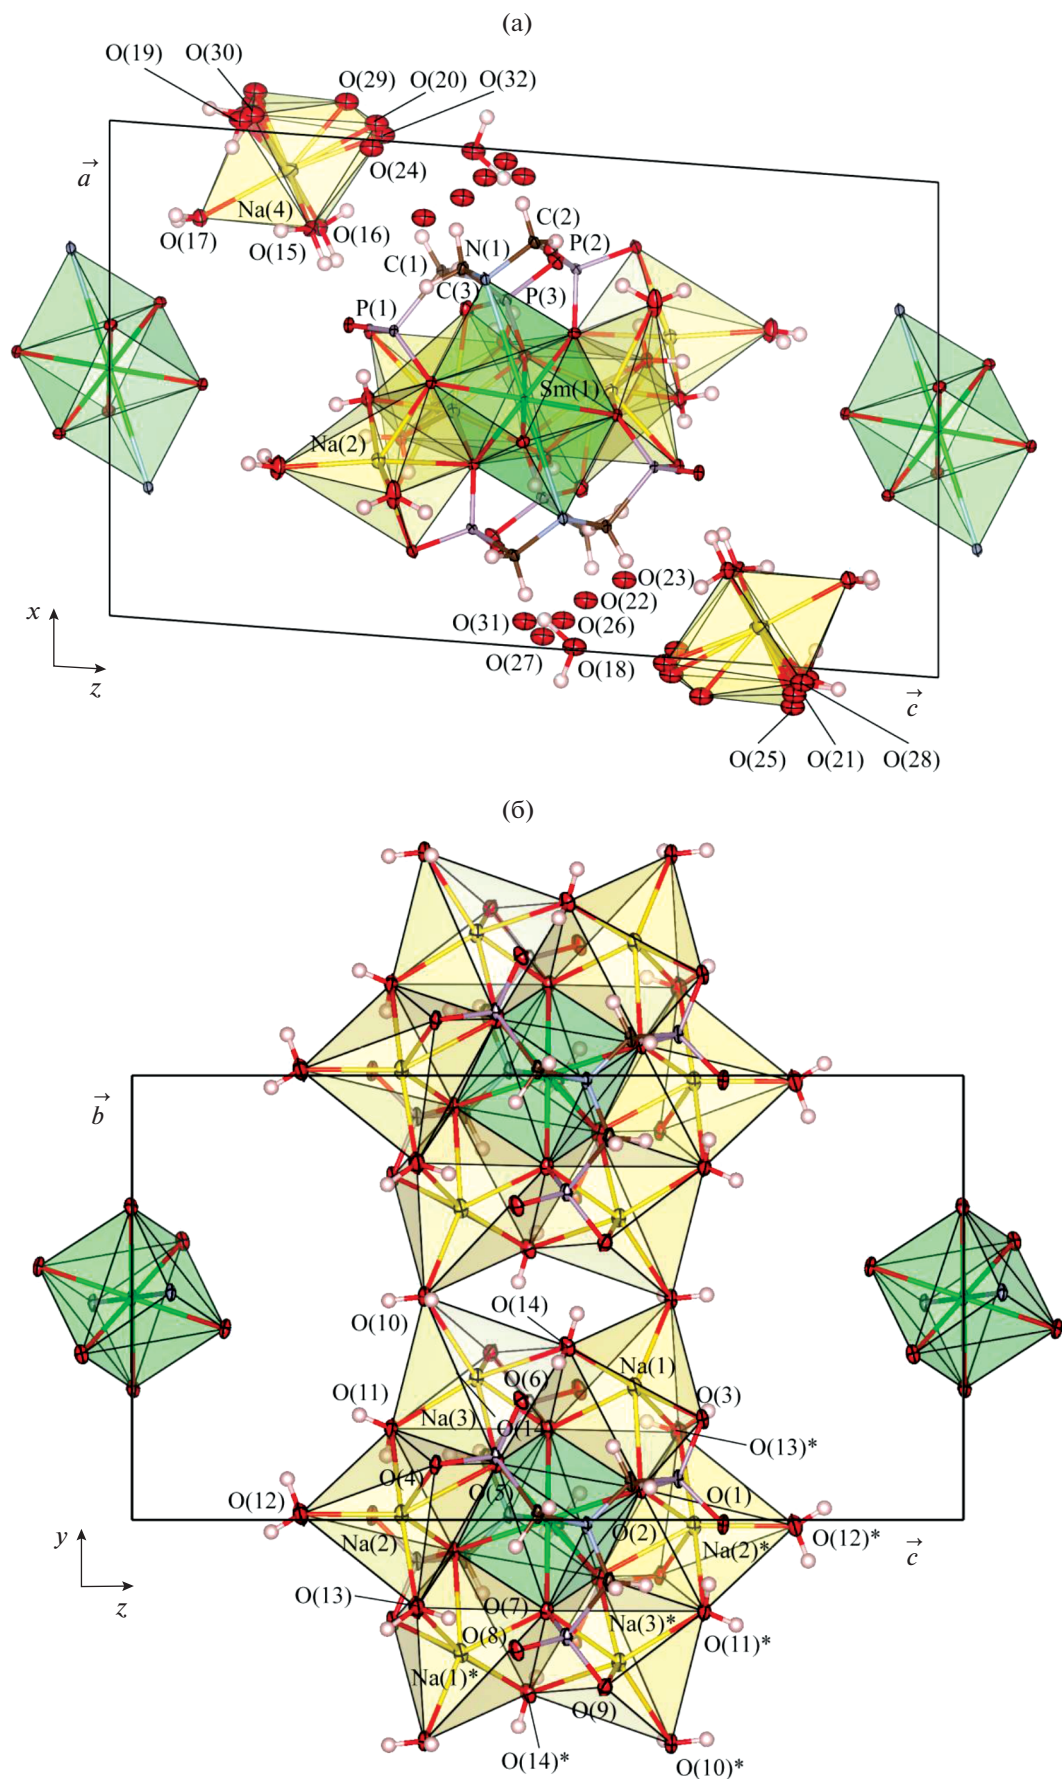 (а)
O(19)
O(30)
O(29)
O(20)
O(32)
a
O(24)
Na(4)
O(17)
O(15)
O(16)
C(2)
N(1)
P(2)
C(1)
C(3)
P(3)
P(1)
Sm(1)
Na(2)
O(23)
O(22)
O(31)
O(26)
O(27)
O(18)
x
z
c
O(25)
O(21)
O(28)
(б)
b
O(14)
O(10)
Na(1)
O(6)
O(11)
O(3)
Na(3)
O(14
O(13)*
O(4)
O(5)
O(1)
O(12)
O(2)
O(12)*
y
Na(2)
Na(2)*
c
z
O(13)
O(7)
Na(3)*
O(8)
O(11)*
Na(1)*
O(9)
O(14)*
O(10)*